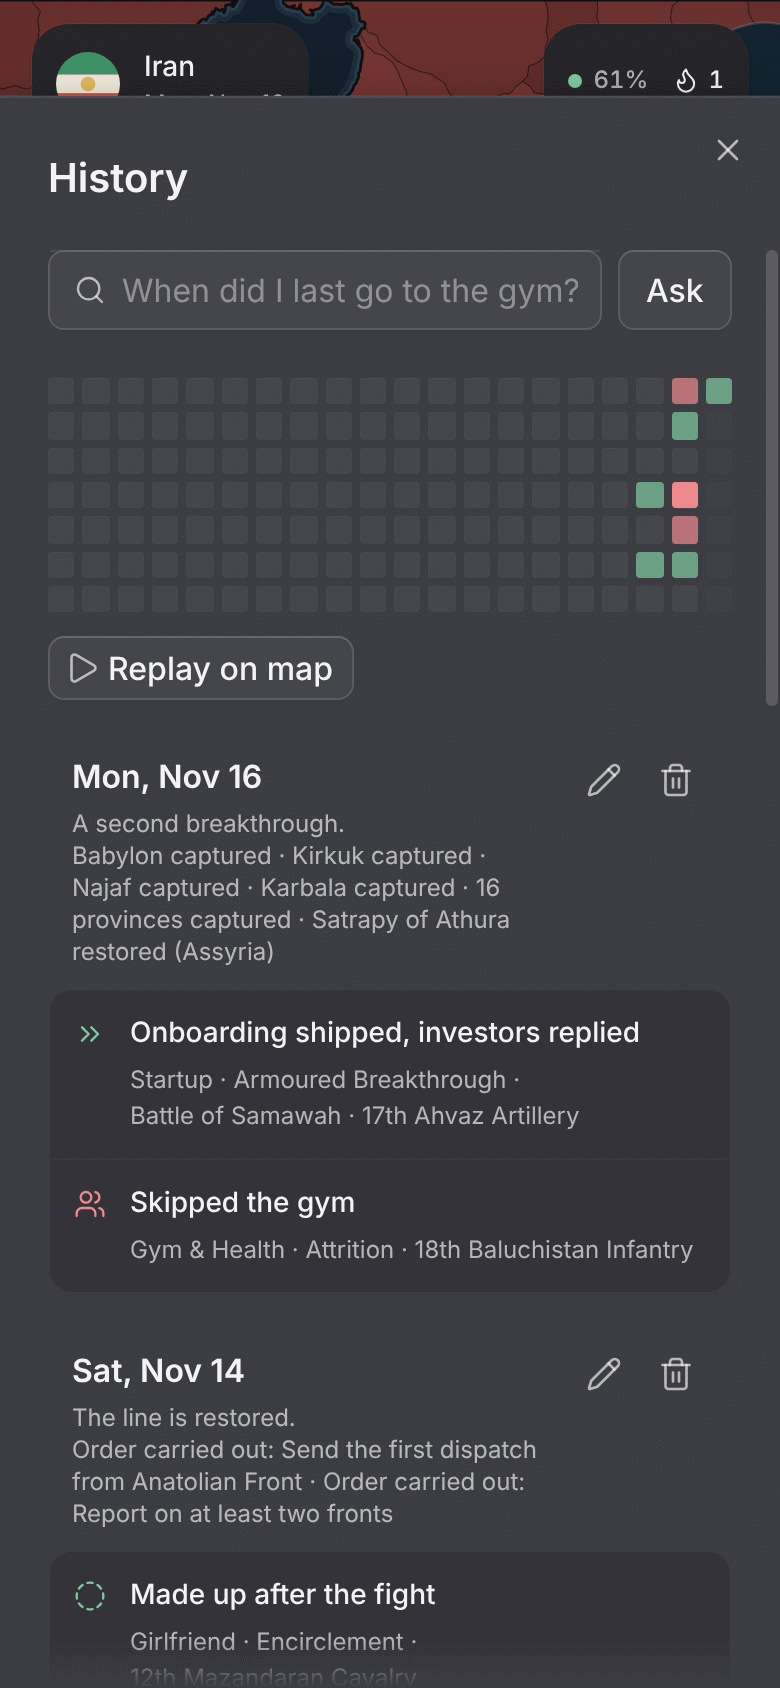 Iran
61%
1
History
When did I last go to the gym?
Ask
Replay on map
Mon, Nov 16
A second breakthrough.
Babylon captured · Kirkuk captured ·
Najaf captured · Karbala captured · 16
provinces captured · Satrapy of Athura
restored (Assyria)
Onboarding shipped, investors replied
Startup · Armoured Breakthrough ·
Battle of Samawah · 17th Ahvaz Artillery
Skipped the gym
Gym & Health · Attrition · 18th Baluchistan Infantry
Sat, Nov 14
The line is restored.
Order carried out: Send the first dispatch
from Anatolian Front · Order carried out:
Report on at least two fronts
Made up after the fight
Girlfriend · Encirclement ·
12th Mazandaran Cavalry